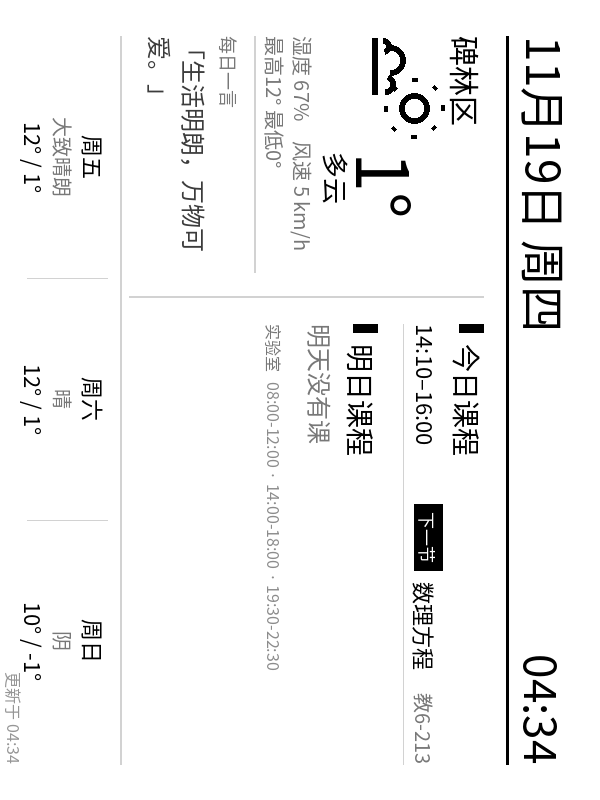 11月19日 周四
04:34
碑林区
1°
多云
湿度 67% 风速 5 km/h
最高12° 最低0°
每日一言
「生活明朗，万物可
爱。」
今日课程
14:10–16:00 下一节 数理方程 教6-213
明日课程
明天没有课
实验室 08:00-12:00 · 14:00-18:00 · 19:30-22:30
周五
大致晴朗
12° / 1°
周六
晴
12° / 1°
周日
阴
10° / -1°
更新于 04:34